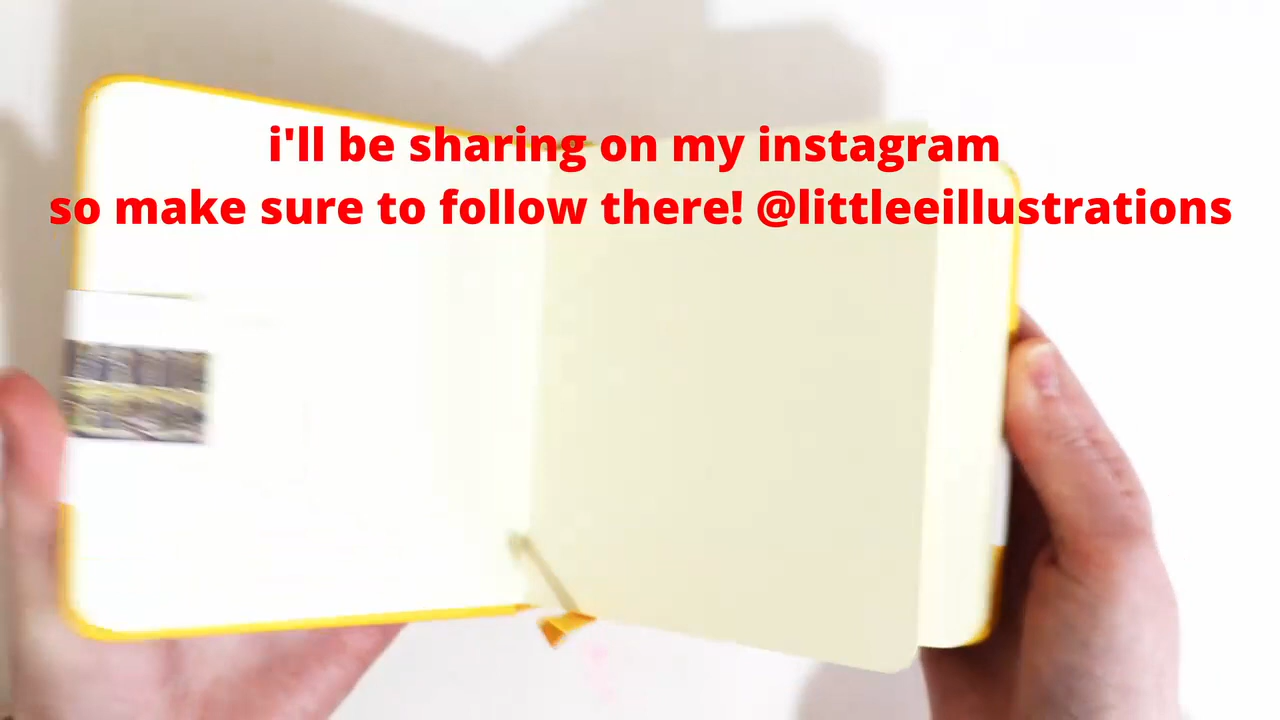 i'll be sharing on my instagram
so make sure to follow there! @littleeillustrations